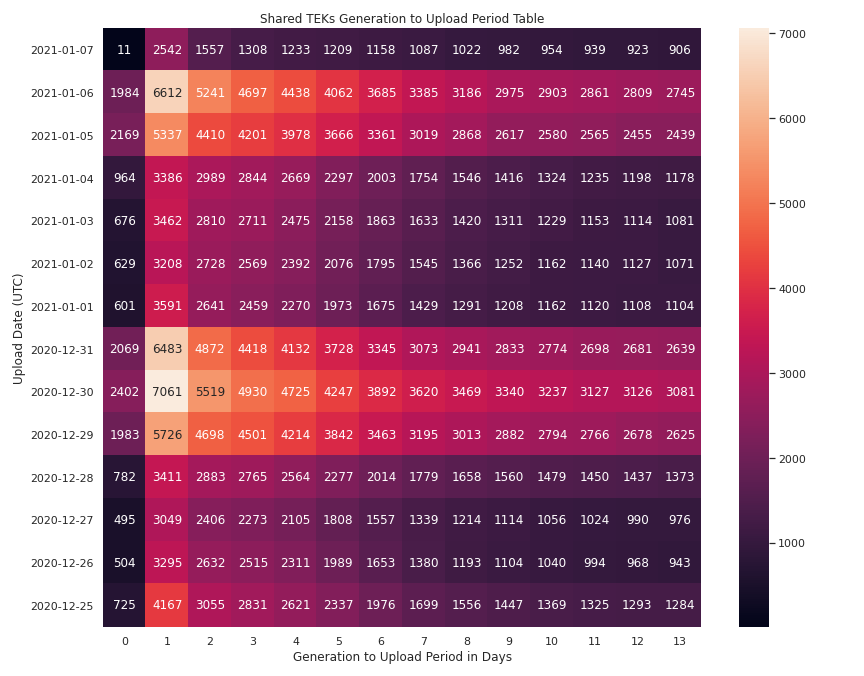 Shared TEKs Generation to Upload Period Table
Upload Date (UTC)
2021-01-07 11 2542 1557 1308 1233 1209 1158 1087 1022 982 954 939 923 906
2021-01-06 1984 6612 5241 4697 4438 4062 3685 3385 3186 2975 2903 2861 2809 2745
2021-01-05 2169 5337 4410 4201 3978 3666 3361 3019 2868 2617 2580 2565 2455 2439
2021-01-04 964 3386 2989 2844 2669 2297 2003 1754 1546 1416 1324 1235 1198 1178
2021-01-03 676 3462 2810 2711 2475 2158 1863 1633 1420 1311 1229 1153 1114 1081
2021-01-02 629 3208 2728 2569 2392 2076 1795 1545 1366 1252 1162 1140 1127 1071
2021-01-01 601 3591 2641 2459 2270 1973 1675 1429 1291 1208 1162 1120 1108 1104
2020-12-31 2069 6483 4872 4418 4132 3728 3345 3073 2941 2833 2774 2698 2681 2639
2020-12-30 2402 7061 5519 4930 4725 4247 3892 3620 3469 3340 3237 3127 3126 3081
2020-12-29 1983 5726 4698 4501 4214 3842 3463 3195 3013 2882 2794 2766 2678 2625
2020-12-28 782 3411 2883 2765 2564 2277 2014 1779 1658 1560 1479 1450 1437 1373
2020-12-27 495 3049 2406 2273 2105 1808 1557 1339 1214 1114 1056 1024 990 976
2020-12-26 504 3295 2632 2515 2311 1989 1653 1380 1193 1104 1040 994 968 943
2020-12-25 725 4167 3055 2831 2621 2337 1976 1699 1556 1447 1369 1325 1293 1284
0 1 2 3 4 5 6 7 8 9 10 11 12 13
Generation to Upload Period in Days
7000
6000
5000
4000
3000
2000
1000